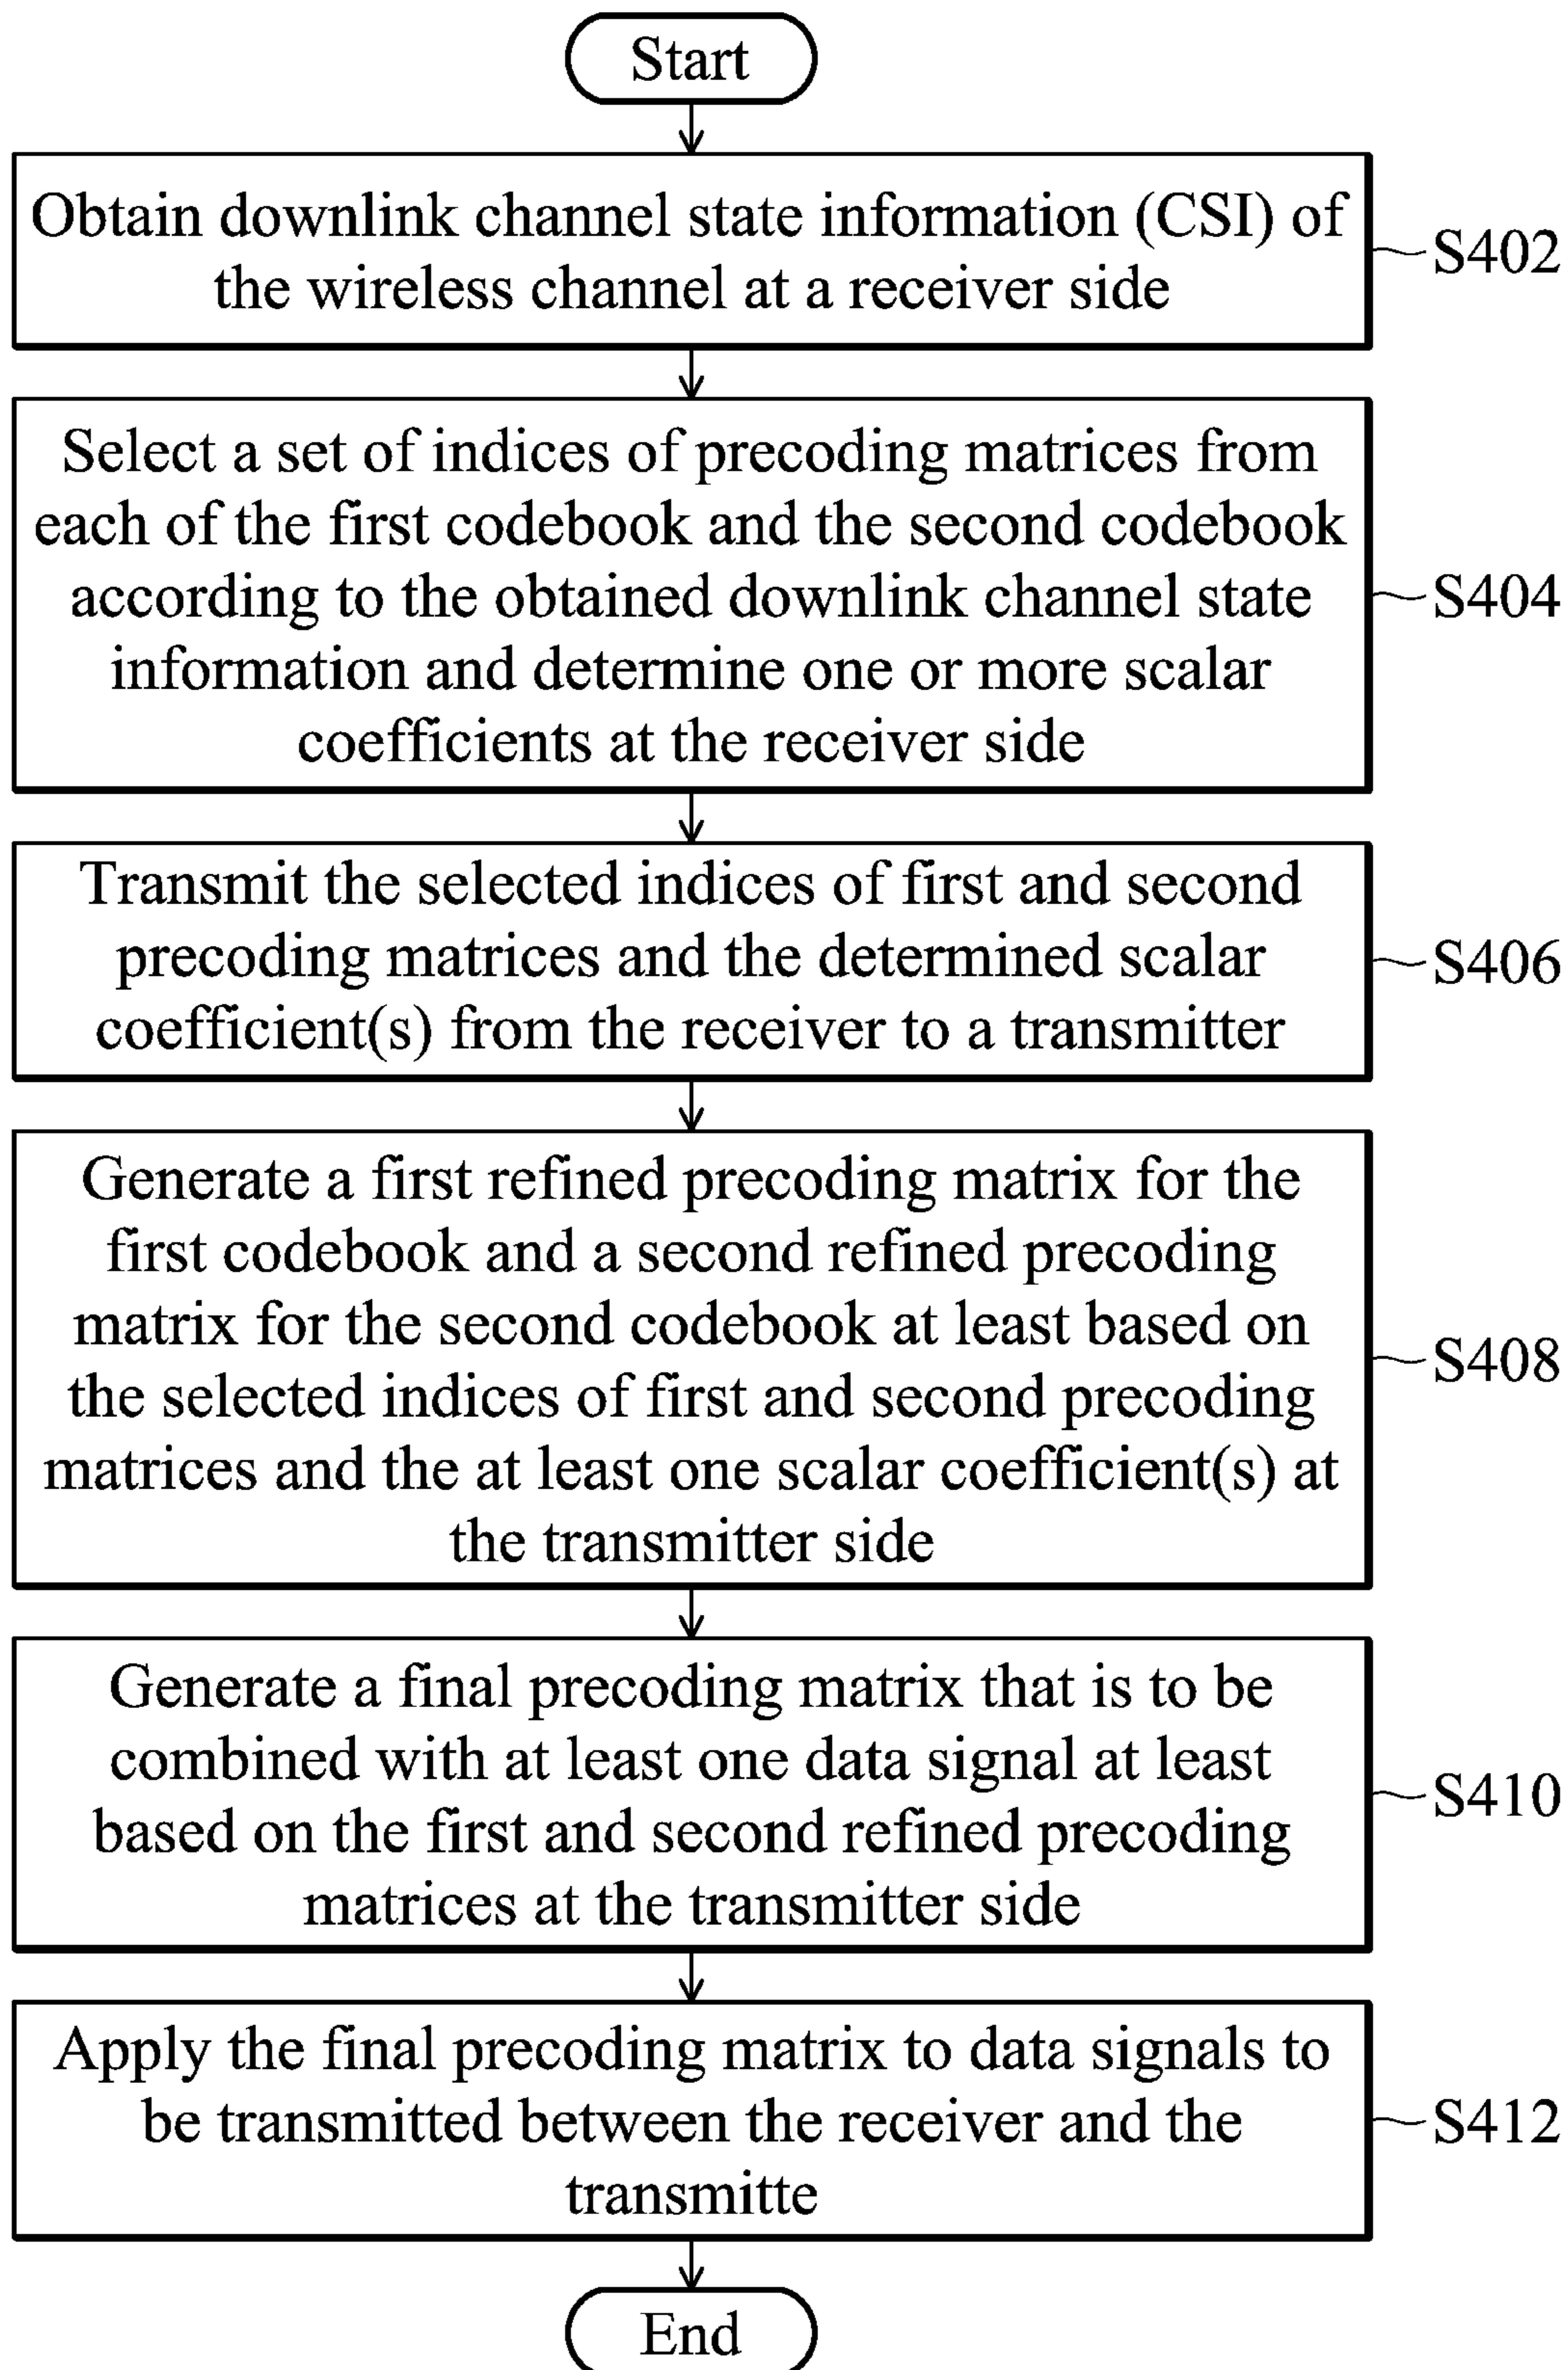 Start
Obtain downlink channel state information (CSI) of
the wireless channel at a receiver side
S402
Select a set of indices of precoding matrices from
each of the first codebook and the second codebook
according to the obtained downlink channel state
information and determine one or more scalar
coefficients at the receiver side
S404
Transmit the selected indices of first and second
precoding matrices and the determined scalar
coefficient(s) from the receiver to a transmitter
S406
Generate a first refined precoding matrix for the
first codebook and a second refined precoding
matrix for the second codebook at least based on
the selected indices of first and second precoding
matrices and the at least one scalar coefficient(s) at
the transmitter side
S408
Generate a final precoding matrix that is to be
combined with at least one data signal at least
based on the first and second refined precoding
matrices at the transmitter side
S410
Apply the final precoding matrix to data signals to
be transmitted between the receiver and the
transmitte
S412
End